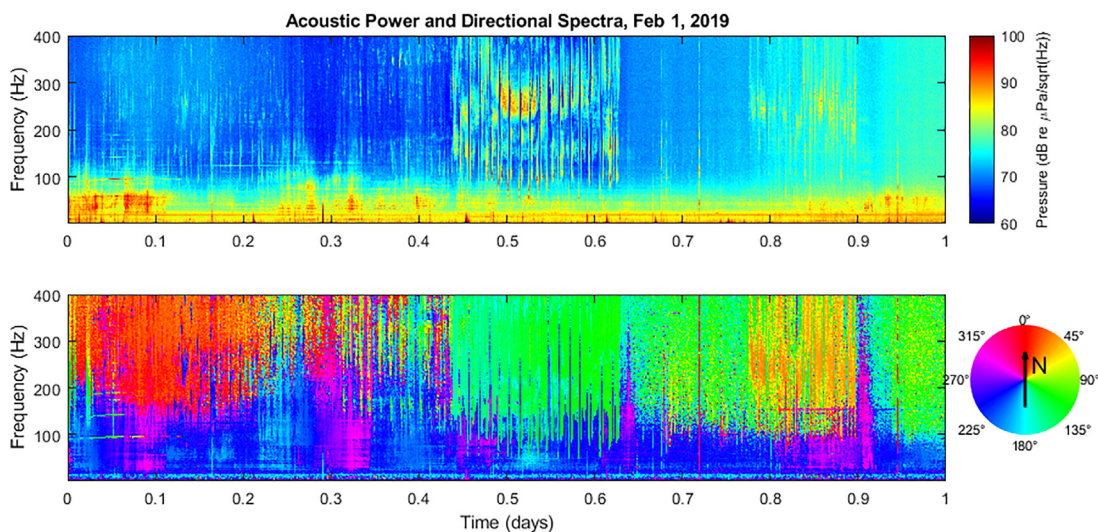 Acoustic Power and Directional Spectra, Feb 1, 2019
Frequency (Hz)
400
300
200
100
0 0.1 0.2 0.3 0.4 0.5 0.6 0.7 0.8 0.9 1
100
90
80
70
60
Pressure (dB re μPa/sqrt(Hz))
Frequency (Hz)
400
300
200
100
0 0.1 0.2 0.3 0.4 0.5 0.6 0.7 0.8 0.9 1
Time (days)
0°
315° 45°
N
270° 90°
225° 135°
180°